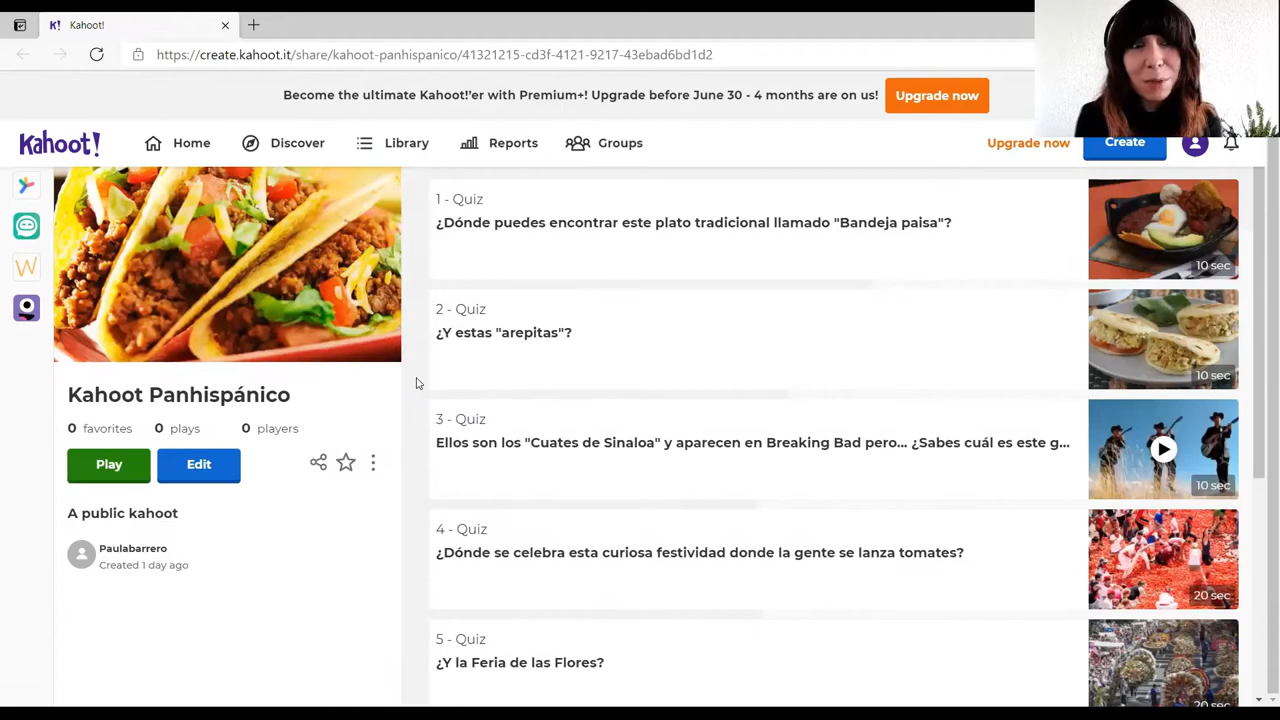 Kahoot!
https://create.kahoot.it/share/kahoot-panhispanico/41321215-cd3f-4121-9217-43ebad6bd1d2
Become the ultimate Kahoot!'er with Premium+! Upgrade before June 30 - 4 months are on us!
Upgrade now
Kahoot!
Home
Discover
Library
Reports
Groups
Upgrade now
Create
1 - Quiz
¿Dónde puedes encontrar este plato tradicional llamado "Bandeja paisa"?
10 sec
2 - Quiz
¿Y estas "arepitas"?
10 sec
3 - Quiz
Ellos son los "Cuates de Sinaloa" y aparecen en Breaking Bad pero... ¿Sabes cuál es este g...
10 sec
4 - Quiz
¿Dónde se celebra esta curiosa festividad donde la gente se lanza tomates?
20 sec
5 - Quiz
¿Y la Feria de las Flores?
20 sec
Kahoot Panhispánico
0 favorites 0 plays 0 players
Play
Edit
A public kahoot
Paulabarrero
Created 1 day ago